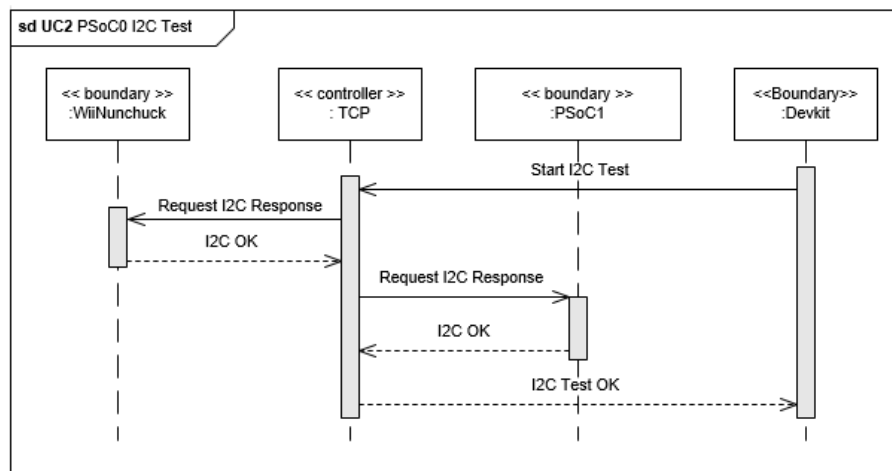 sd UC2 PSoC0 I2C Test
<< boundary >>
:WiiNunchuck
<< controller >>
: TCP
<< boundary >>
:PSoC1
<<Boundary>>
:Devkit
Start I2C Test
Request I2C Response
I2C OK
Request I2C Response
I2C OK
I2C Test OK